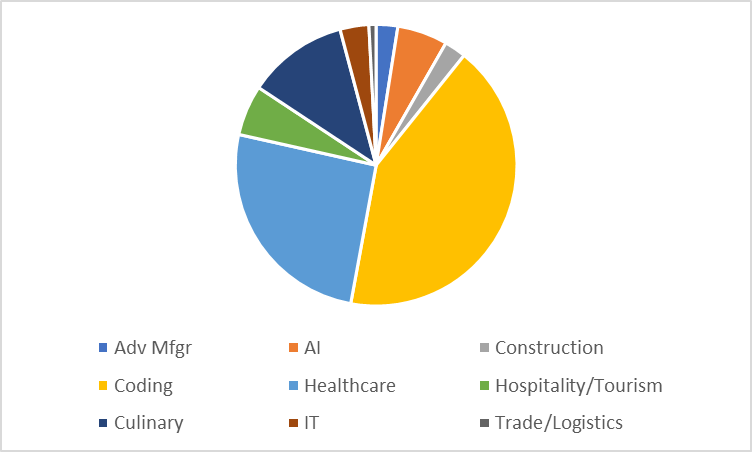 Adv Mfgr AI Construction
Coding Healthcare Hospitality/Tourism
Culinary IT Trade/Logistics